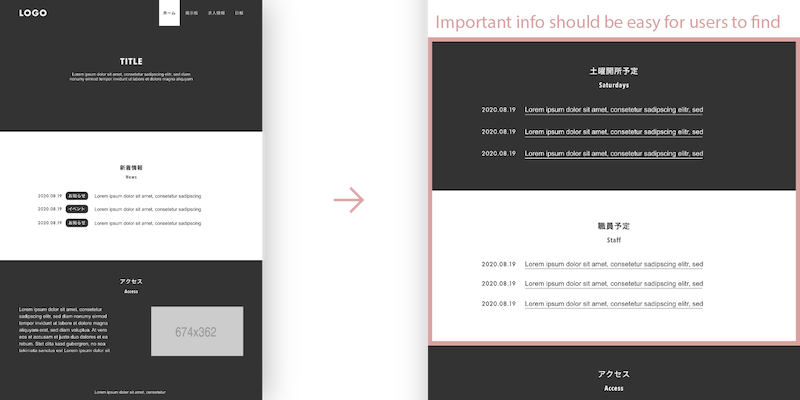 LOGO
ホーム 掲示板 求人情報 日報
TITLE
Lorem ipsum dolor sit amet, consetetur sadipscing elitr, sed diam
nonumy eirmod tempor invidunt ut labore et dolore magna aliquyam
新着情報
News
2020.08.19 お知らせ Lorem ipsum dolor sit amet, consetetur sadipscing
2020.08.19 イベント Lorem ipsum dolor sit amet, consetetur sadipscing
2020.08.19 お知らせ Lorem ipsum dolor sit amet, consetetur sadipscing
アクセス
Access
Lorem ipsum dolor sit amet, consetetur
sadipscing elitr, sed diam nonumy eirmod
tempor invidunt ut labore et dolore magna
aliquyam erat, sed diam voluptua. At vero
eos et accusam et justo duo dolores et ea
rebum. Stet clita kasd gubergren, no sea
takimata sanctus est Lorem ipsum dolor sit
674x362
Lorem ipsum dolor sit amet, consetetur
Important info should be easy for users to find
土曜開所予定
Saturdays
2020.08.19 Lorem ipsum dolor sit amet, consetetur sadipscing elitr, sed
2020.08.19 Lorem ipsum dolor sit amet, consetetur sadipscing elitr, sed
2020.08.19 Lorem ipsum dolor sit amet, consetetur sadipscing elitr, sed
職員予定
Staff
2020.08.19 Lorem ipsum dolor sit amet, consetetur sadipscing elitr, sed
2020.08.19 Lorem ipsum dolor sit amet, consetetur sadipscing elitr, sed
2020.08.19 Lorem ipsum dolor sit amet, consetetur sadipscing elitr, sed
アクセス
Access